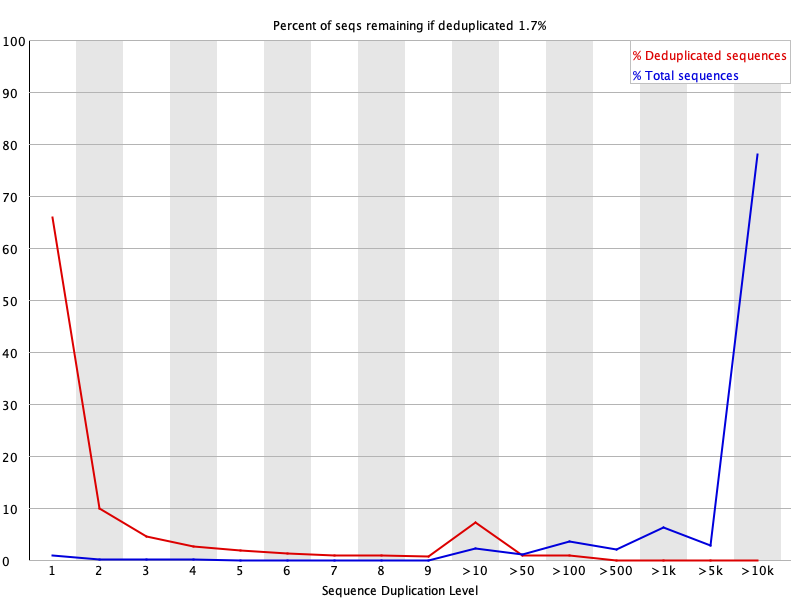 Percent of seqs remaining if deduplicated 1.7%
% Deduplicated sequences
% Total sequences
100
90
80
70
60
50
40
30
20
10
0
1 2 3 4 5 6 7 8 9 >10 >50 >100 >500 >1k >5k >10k
Sequence Duplication Level